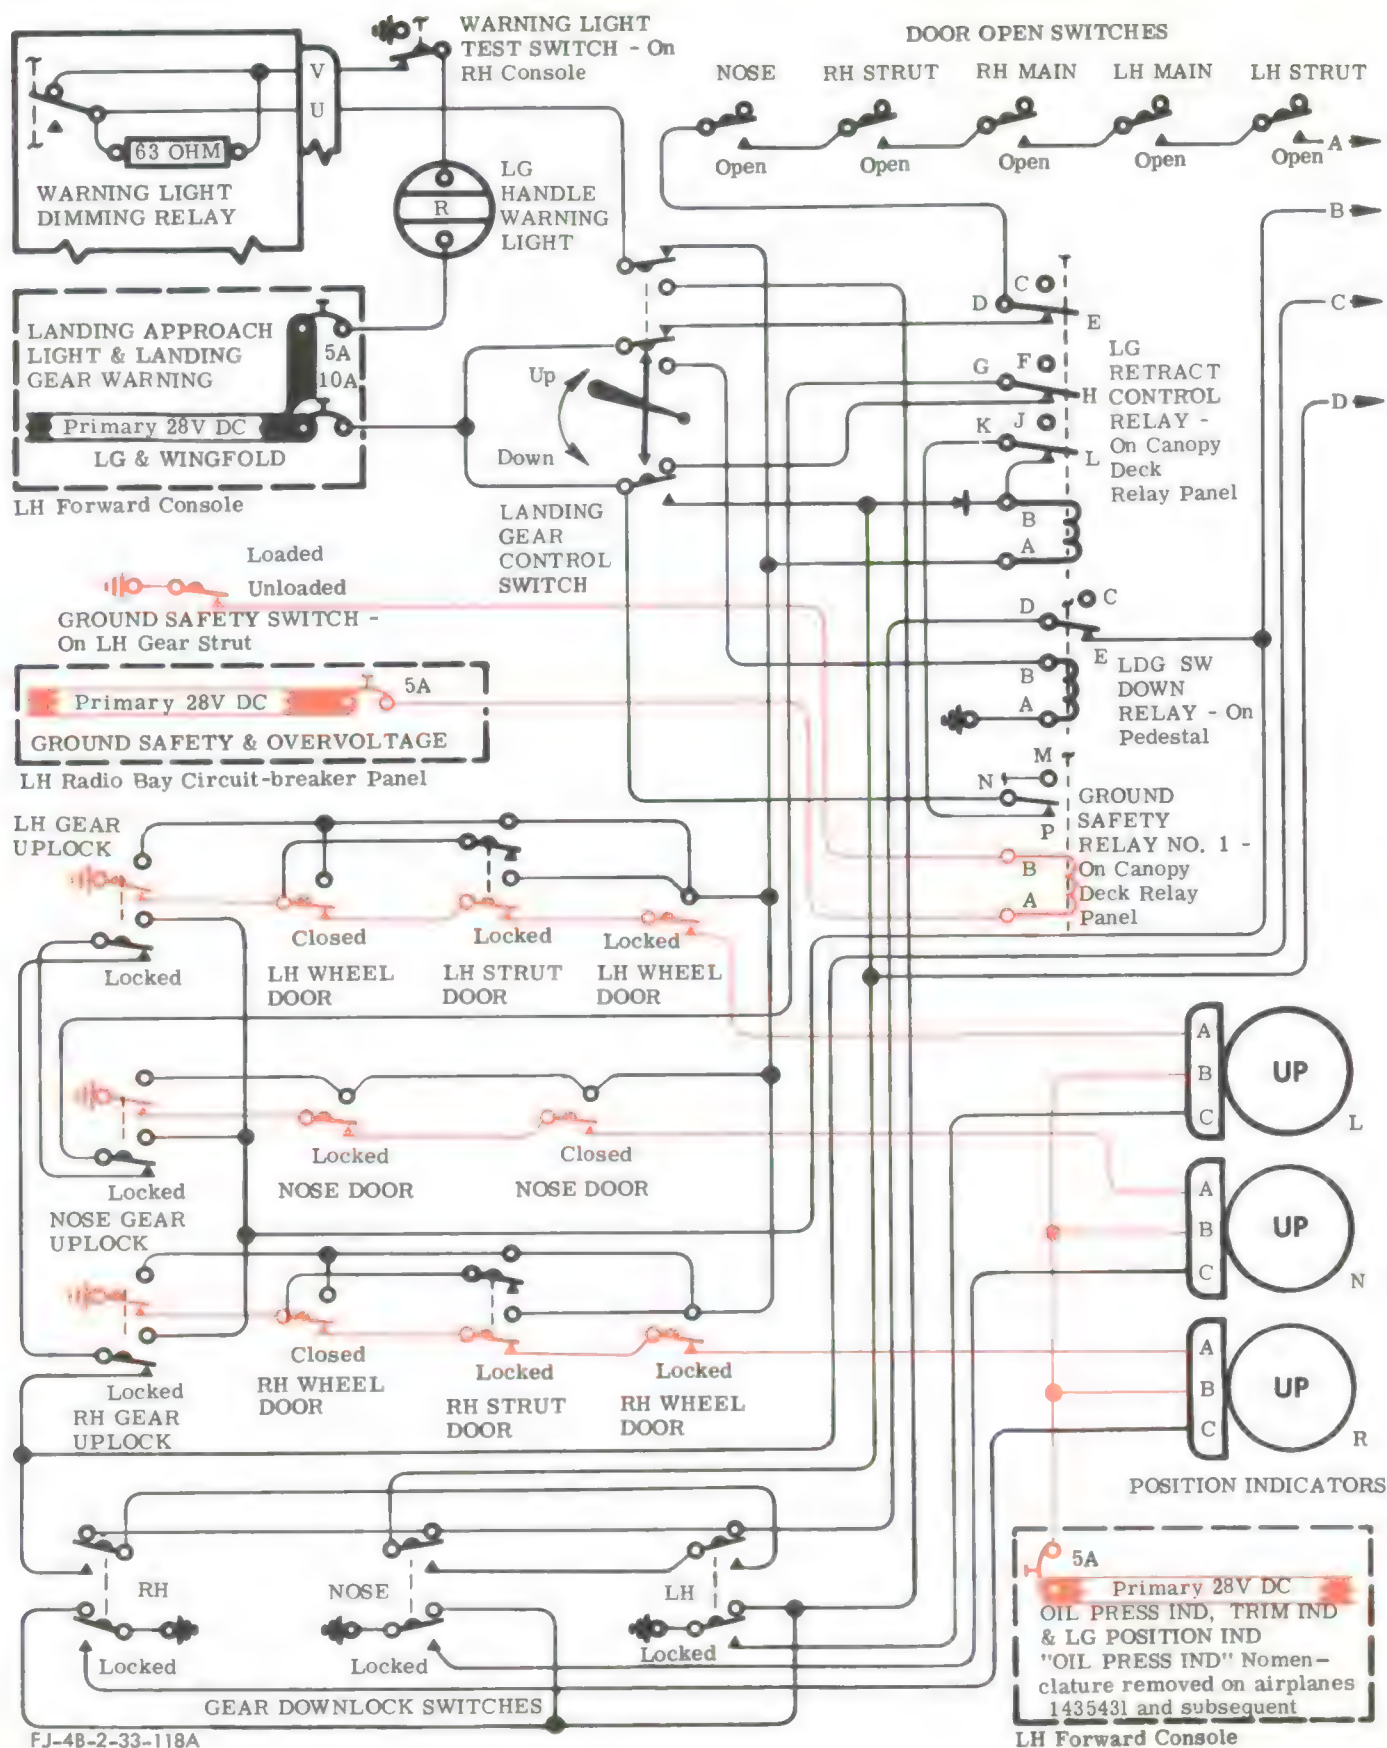 WARNING LIGHT
TEST SWITCH - On
RH Console
DOOR OPEN SWITCHES
NOSE
RH STRUT
RH MAIN
LH MAIN
LH STRUT
V
U
63 OHM
WARNING LIGHT
DIMMING RELAY
LG
HANDLE
WARNING
LIGHT
R
Open
Open
Open
Open
Open
A
B
C
D
LANDING APPROACH
LIGHT & LANDING
GEAR WARNING
5A
10A
Primary 28V DC
LG & WINGFOLD
LH Forward Console
Up
Down
LANDING
GEAR
CONTROL
SWITCH
C
D
E
F
G
H
J
K
L
B
A
LG
RETRACT
CONTROL
RELAY -
On Canopy
Deck
Relay Panel
Loaded
Unloaded
GROUND SAFETY SWITCH -
On LH Gear Strut
5A
Primary 28V DC
GROUND SAFETY & OVERVOLTAGE
LH Radio Bay Circuit-breaker Panel
D
C
E
B
A
LDG SW
DOWN
RELAY - On
Pedestal
M
N
P
B
A
GROUND
SAFETY
RELAY NO. 1 -
On Canopy
Deck Relay
Panel
LH GEAR
UPLOCK
Locked
Closed
LH WHEEL
DOOR
Locked
LH STRUT
DOOR
Locked
LH WHEEL
DOOR
A
B
C
UP
L
Locked
NOSE GEAR
UPLOCK
Locked
NOSE DOOR
Closed
NOSE DOOR
A
B
C
UP
N
Locked
RH GEAR
UPLOCK
Closed
RH WHEEL
DOOR
Locked
RH STRUT
DOOR
Locked
RH WHEEL
DOOR
A
B
C
UP
R
POSITION INDICATORS
RH
NOSE
LH
Locked
Locked
Locked
GEAR DOWNLOCK SWITCHES
5A
Primary 28V DC
OIL PRESS IND, TRIM IND
& LG POSITION IND
"OIL PRESS IND" Nomen-
clature removed on airplanes
1435431 and subsequent
LH Forward Console
FJ-4B-2-33-118A